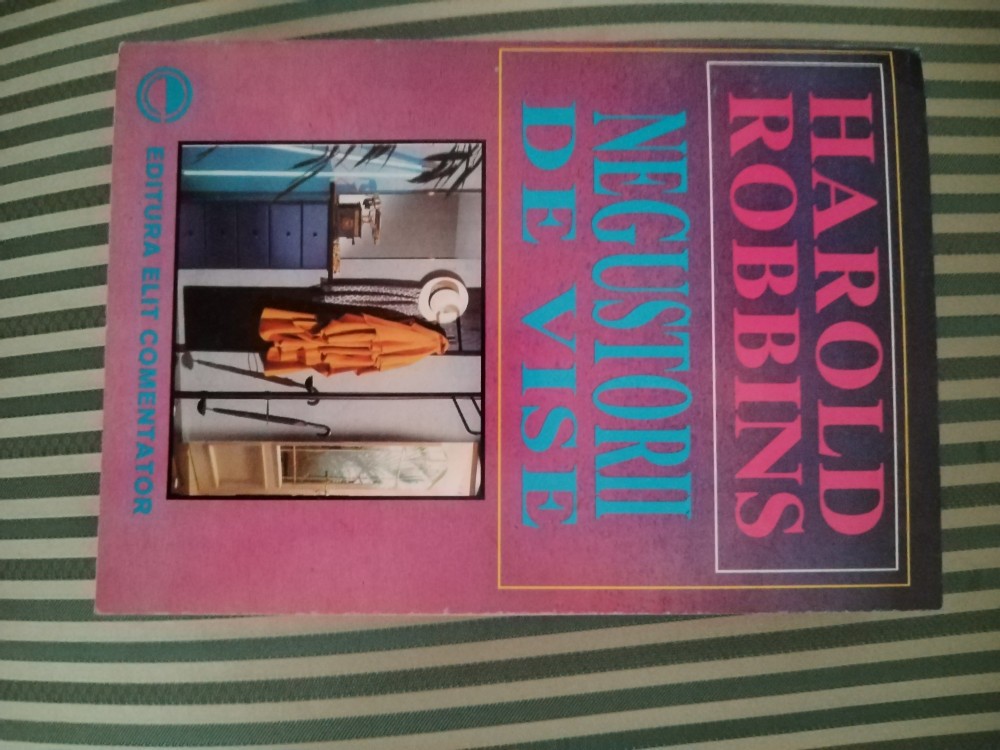 HAROLD
ROBBINS
NEGUSTORII
DE VISE
EDITURA ELIT COMENTATOR